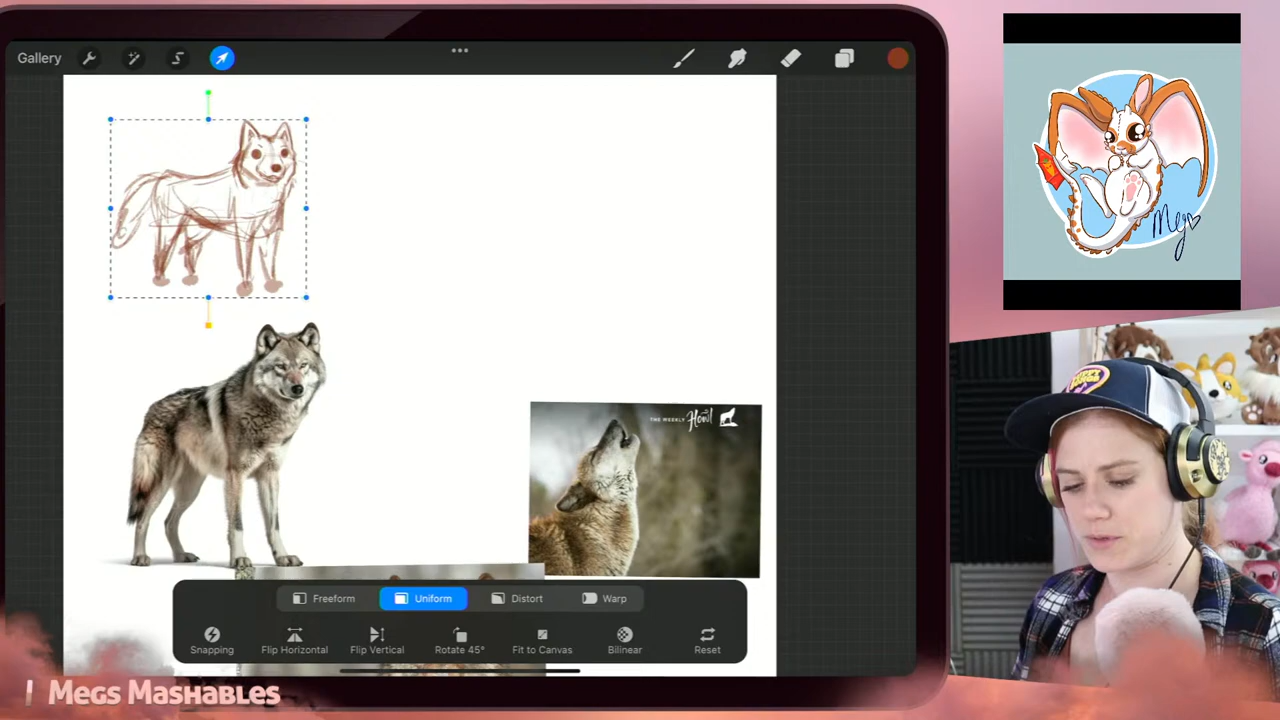 Gallery
Meg
THE WEEKLY Howl
Freeform Uniform Distort Warp
Snapping Flip Horizontal Flip Vertical Rotate 45° Fit to Canvas Bilinear Reset
MEGS MASHABLES